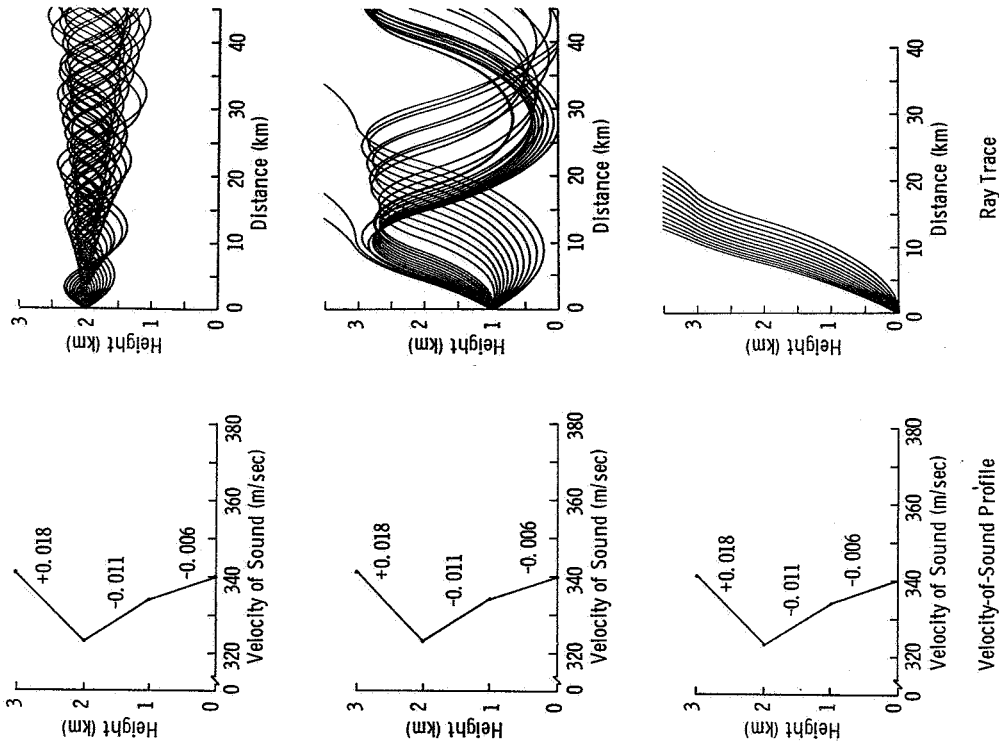 Height (km)
3
2
1
0
+0.018
-0.011
-0.006
0 320 340 360 380
Velocity of Sound (m/sec)
Height (km)
3
2
1
0
0 10 20 30 40
Distance (km)
Height (km)
3
2
1
0
+0.018
-0.011
-0.006
0 320 340 360 380
Velocity of Sound (m/sec)
Height (km)
3
2
1
0
0 10 20 30 40
Distance (km)
Height (km)
3
2
1
0
+0.018
-0.011
-0.006
0 320 340 360 380
Velocity of Sound (m/sec)
Height (km)
3
2
1
0
0 10 20 30 40
Distance (km)
Velocity-of-Sound Profile
Ray Trace